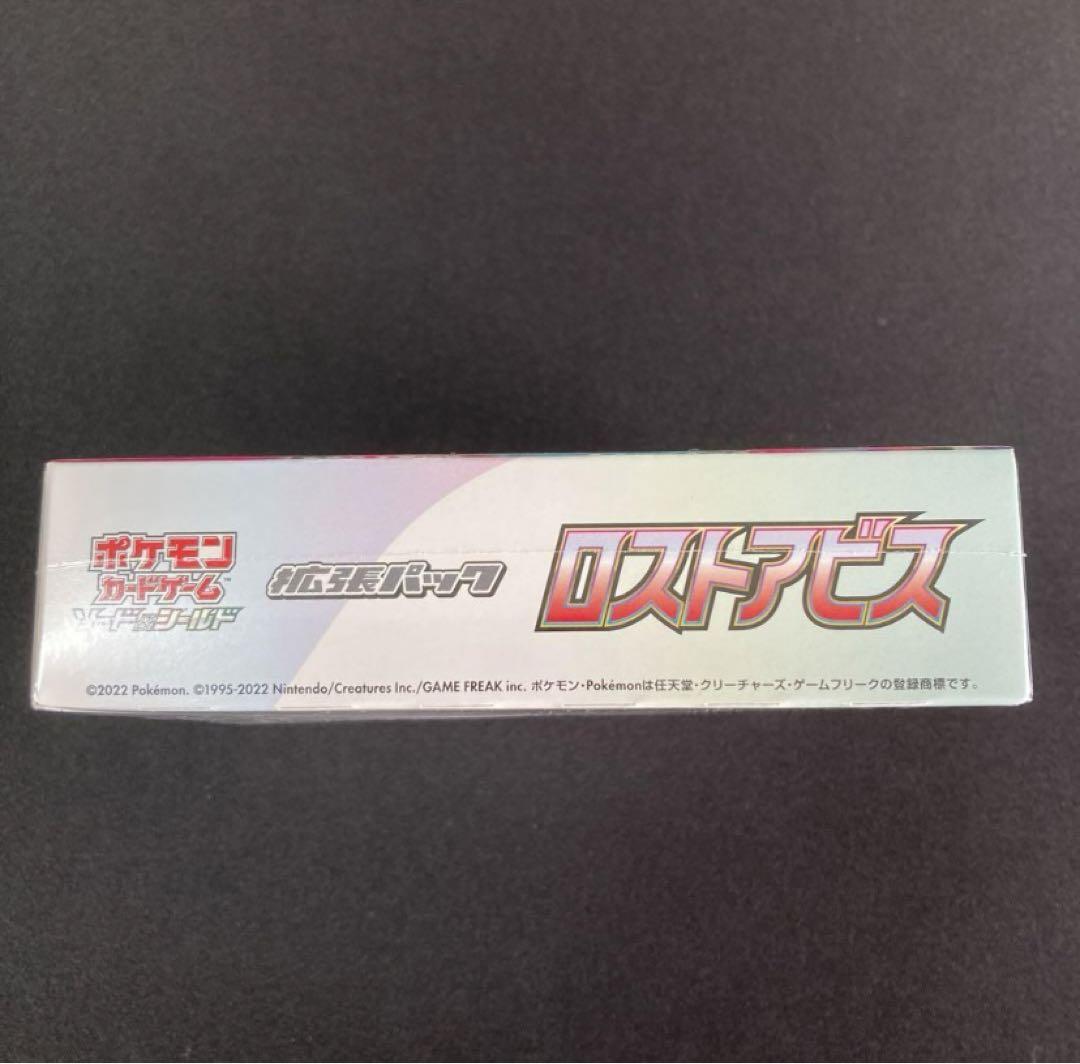 ポケモン
カードゲーム™
ソード&シールド
拡張パック
ロストアビス
©2022 Pokémon. ©1995-2022 Nintendo/Creatures Inc./GAME FREAK inc. ポケモン・Pokémonは任天堂・クリーチャーズ・ゲームフリークの登録商標です。